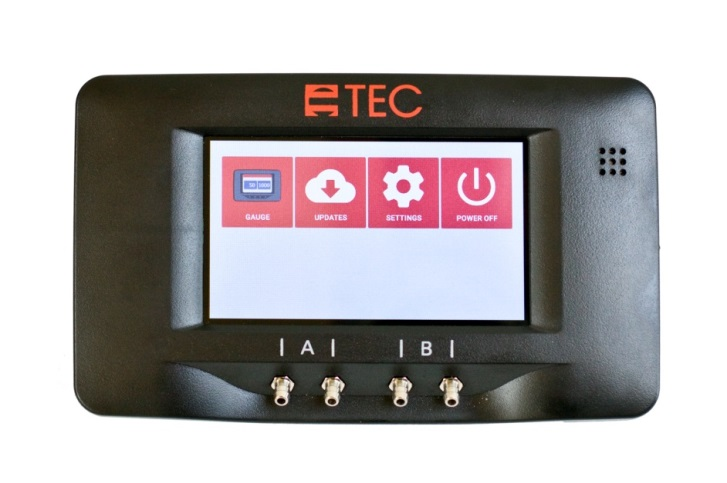 TEC
GAUGE UPDATES SETTINGS POWER OFF
| A | | B |